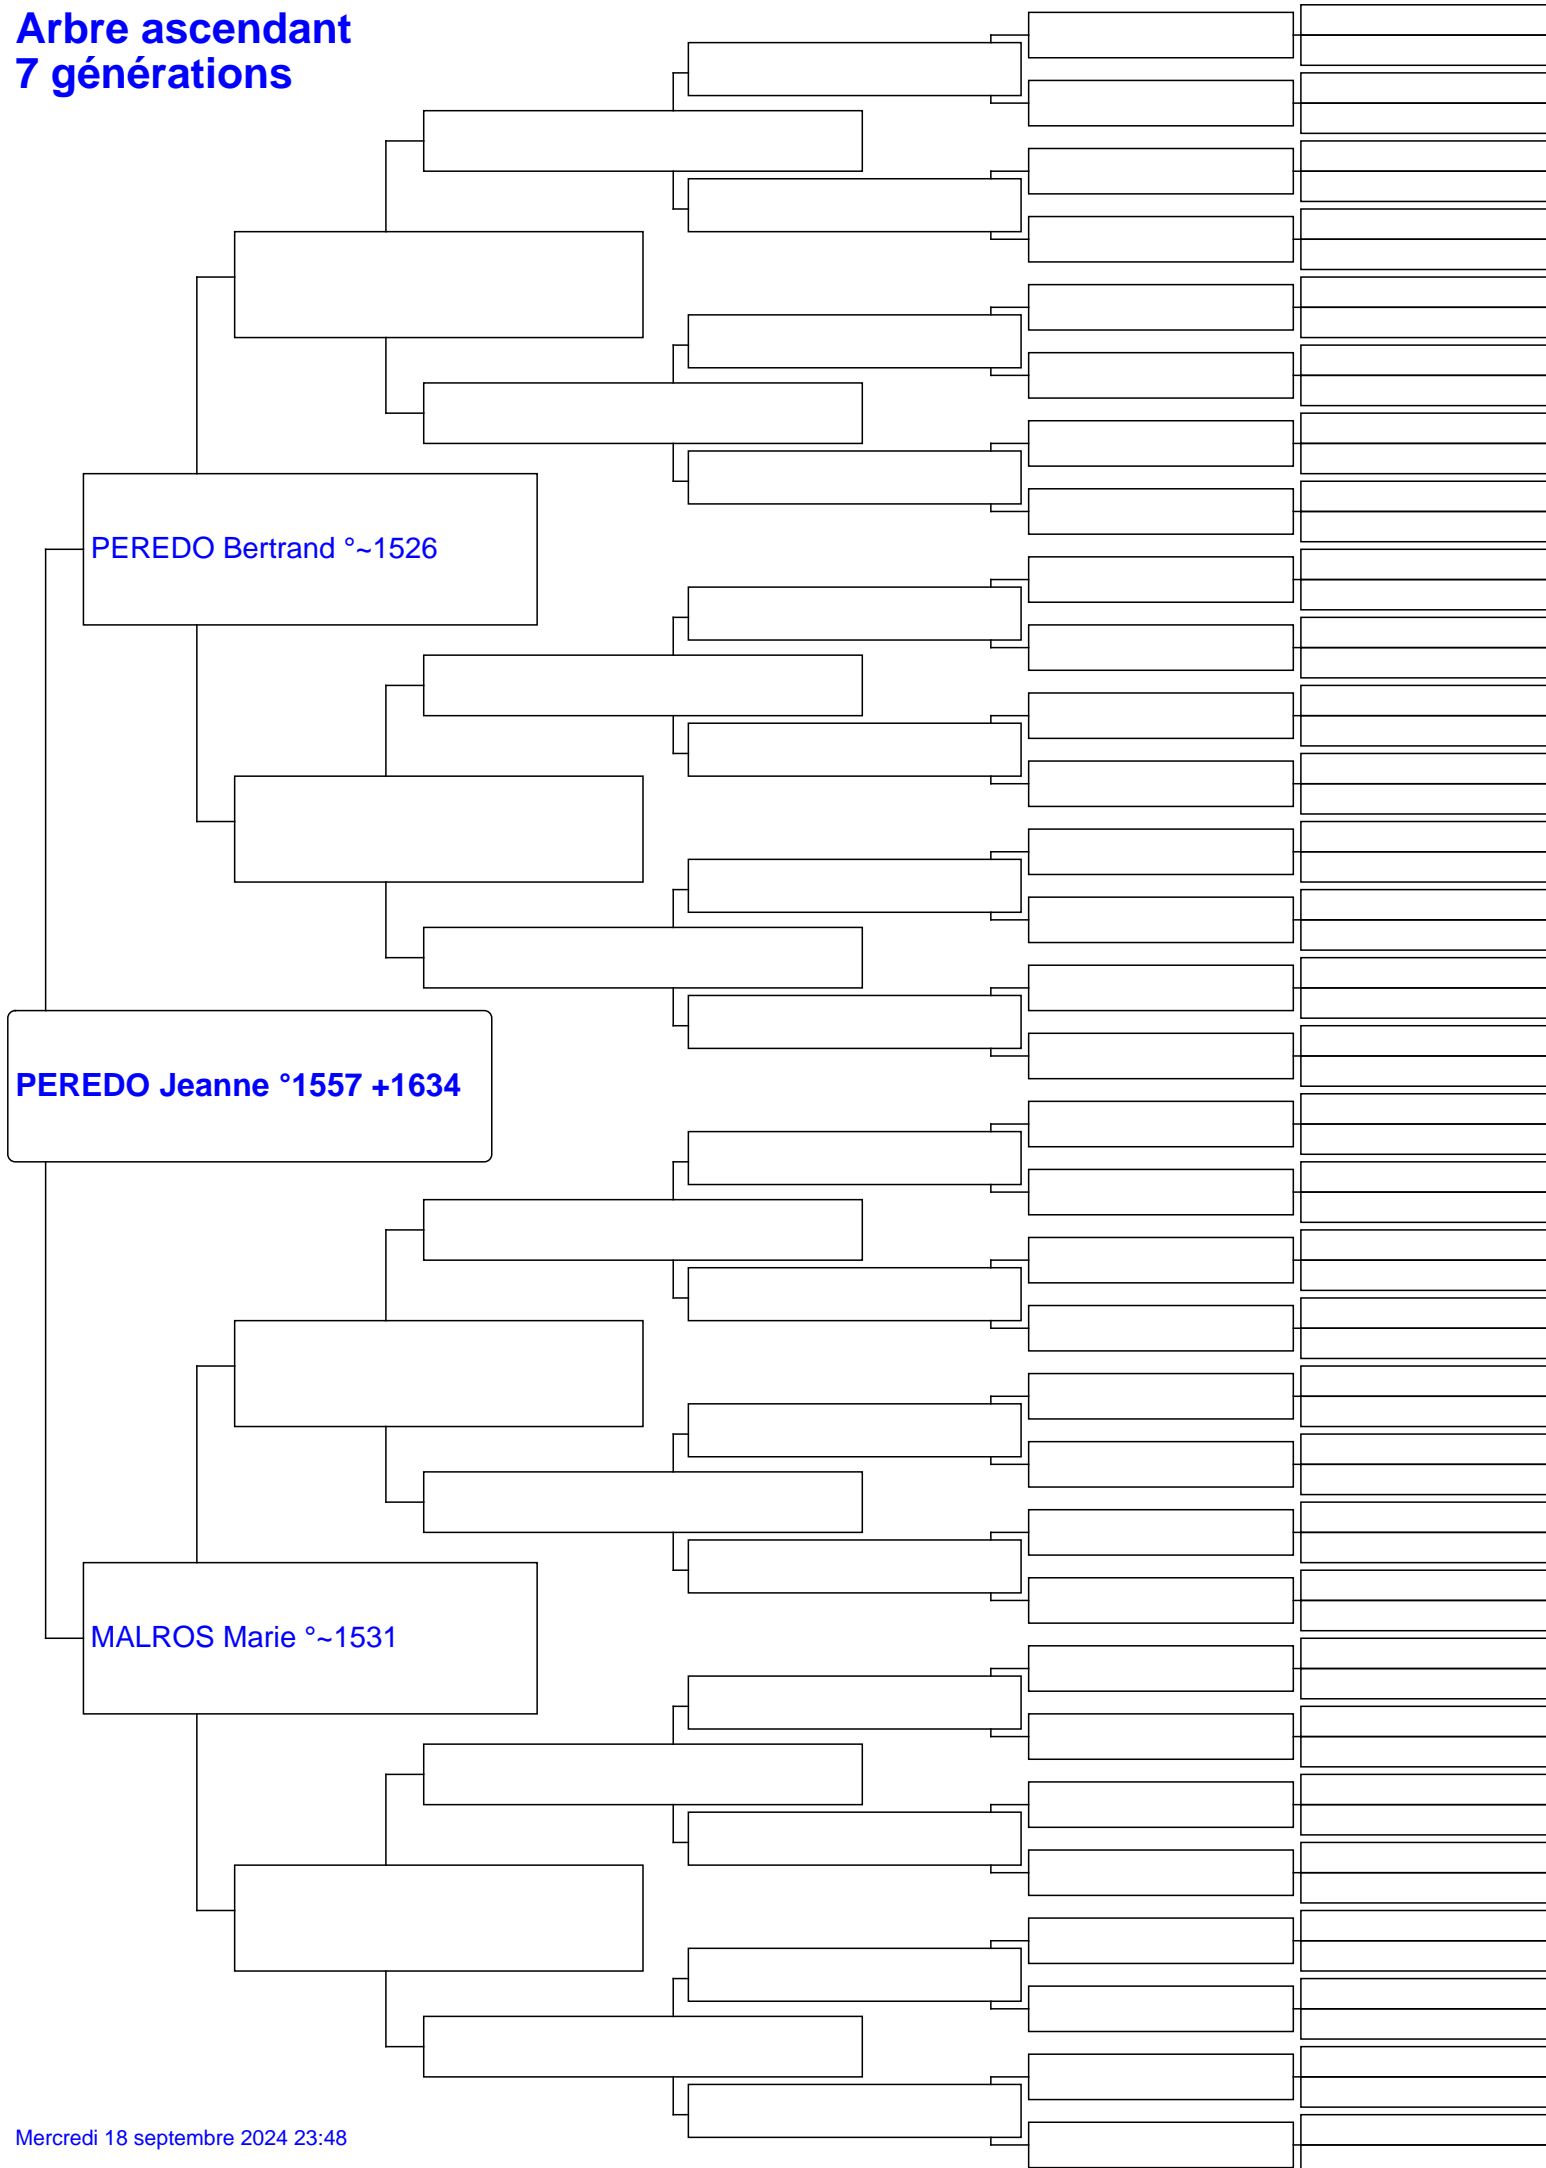 Arbre ascendant
7 générations
PEREDO Bertrand °~1526
PEREDO Jeanne °1557 +1634
MALROS Marie °~1531
Mercredi 18 septembre 2024 23:48